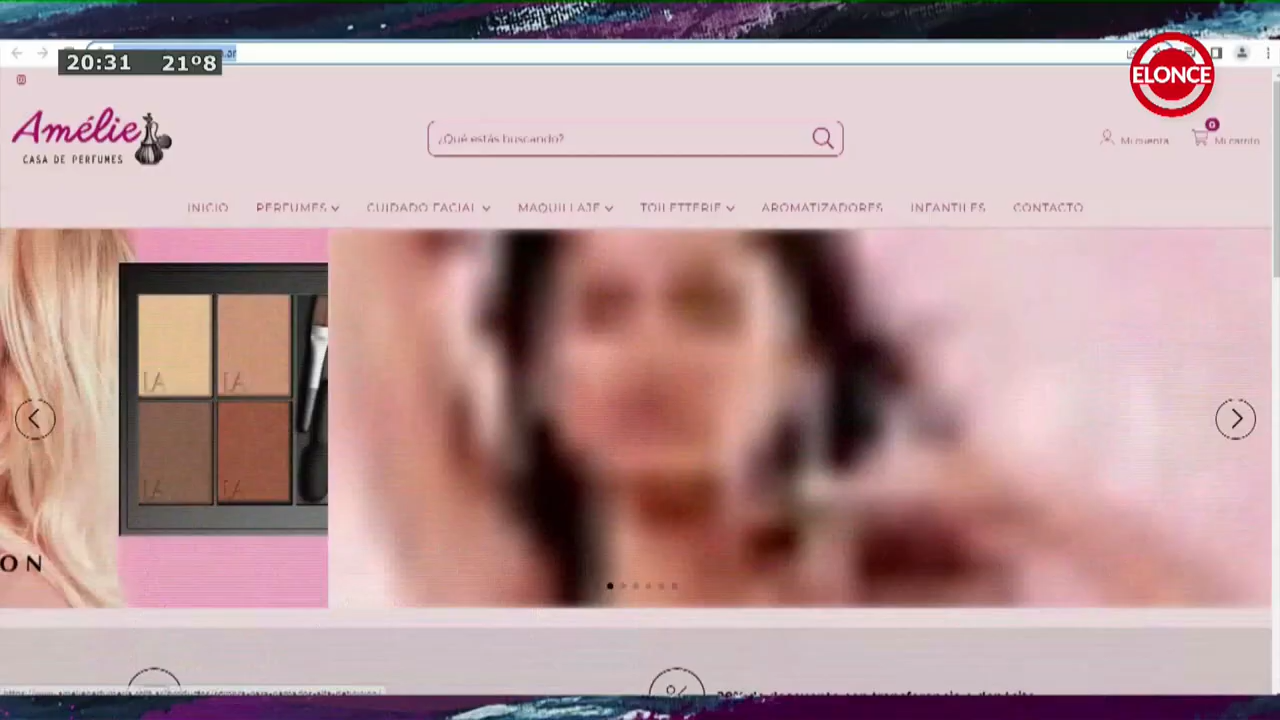 20:31 21º8
ELONCE
Amélie
CASA DE PERFUMES
¿Qué estás buscando?
Mi cuenta
0
Mi carrito
INICIO PERFUMES CUIDADO FACIAL MAQUILLAJE TOILETTERIE AROMATIZADORES INFANTILES CONTACTO
ON